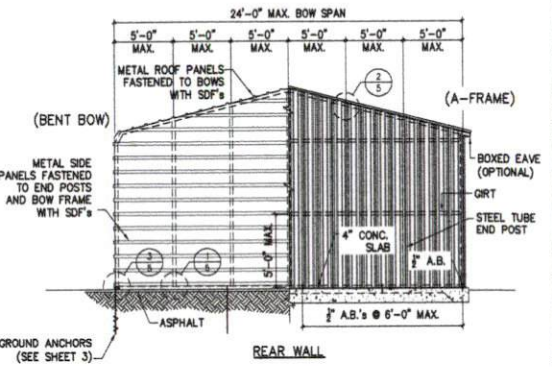 24'-0" MAX. BOW SPAN
5'-0" 5'-0" 5'-0" 5'-0" 5'-0" 5'-0"
MAX. MAX. MAX. MAX. MAX. MAX.
METAL ROOF PANELS
FASTENED TO BOWS
WITH SDF's
2
5
(BENT BOW)
(A-FRAME)
METAL SIDE
PANELS FASTENED
TO END POSTS
AND BOW FRAME
WITH SDF's
BOXED EAVE
(OPTIONAL)
GIRT
STEEL TUBE
END POST
5'-0" MAX.
4" CONC.
SLAB
½" A.B.
3
5
1
5
ASPHALT
½" A.B.'s @ 6'-0" MAX.
GROUND ANCHORS
(SEE SHEET 3)
REAR WALL